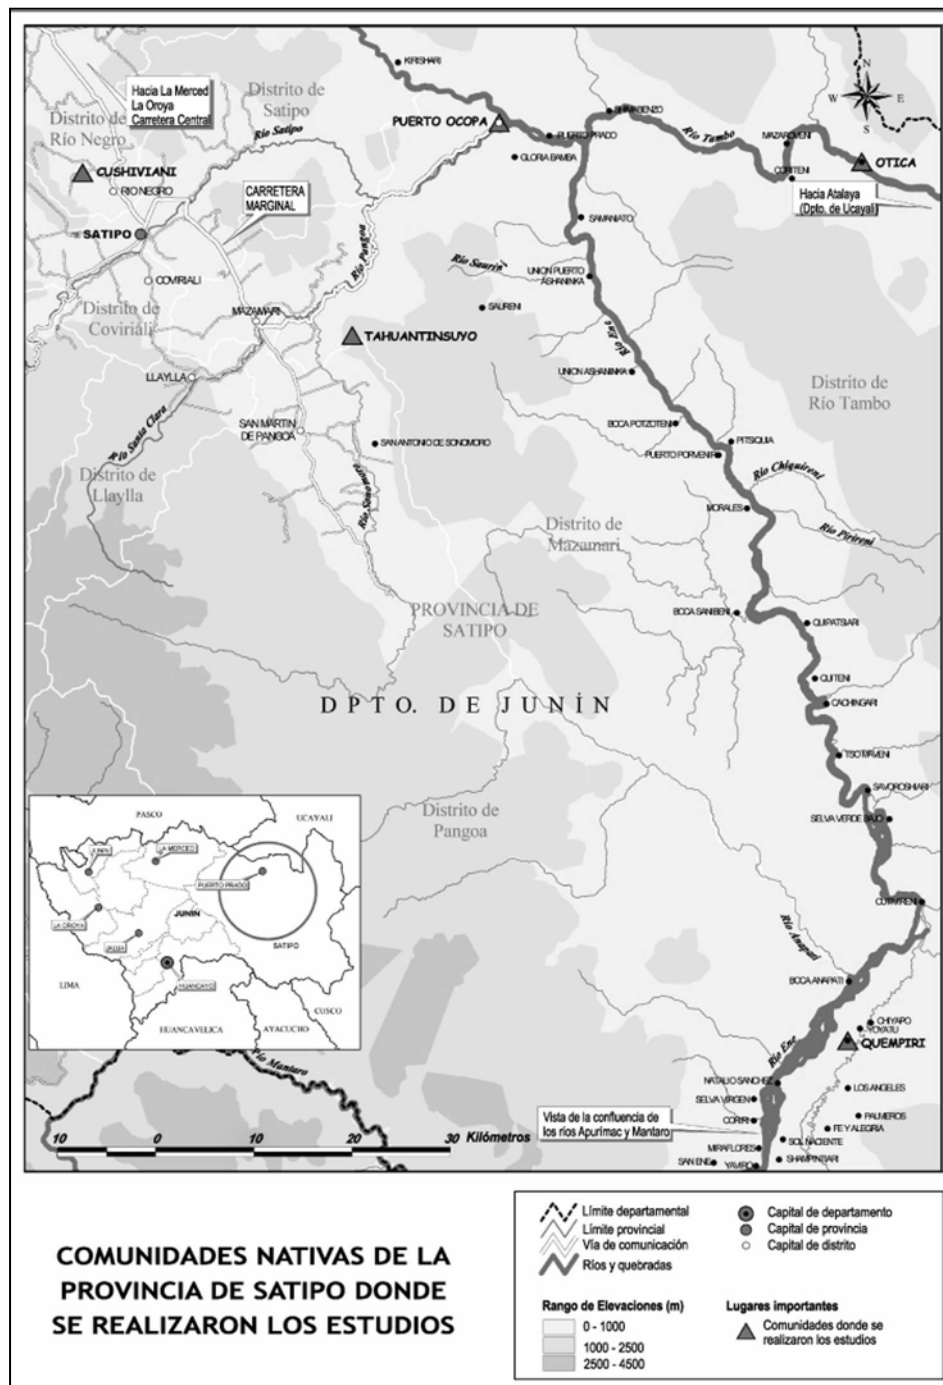 KIRISHARI
Hacia La Merced
La Oroya
Carretera Central
Distrito de
Satipo
Distrito de
Río Negro
Río Satipo
PUERTO OCOPA
PUERTO PRADO
GLORIA BAMBA
Río Tambo
MAZAROVENI
CORITENI
OTICA
N
W
E
S
Hacia Atalaya
(Dpto. de Ucayali)
CUSHIVIANI
RIO NEGRO
CARRETERA
MARGINAL
SATIPO
COVIRIALI
Distrito de
Coviriali
MAZAMARI
Río Pangoa
SAMANIATO
Río Saureni
UNION PUERTO
ASHANINKA
SAURENI
TAHUANTINSUYO
Río Ene
LLAYLLA
UNION ASHANINKA
Distrito de
Río Tambo
SAN MARTIN
DE PANGOA
SAN ANTONIO DE SONOMORO
BOCA POTZOTENI
PITSIQUIA
PUERTO PORVENIR
Río Santa Clara
Distrito de
Llaylla
Río Sonomoro
Río Chiquireni
MORALES
Río Pirireni
Distrito de
Mazamari
PROVINCIA DE
SATIPO
BOCA SANIBENI
QUIPATSIARI
QUITENI
CACHINGARI
DPTO. DE JUNÍN
TSOMAVENI
SAVOROSHIARI
SELVA VERDE BAJO
Distrito de
Pangoa
CUTIVIRENI
Río Anapati
BOCA ANAPATI
CHIYAPO
YOYATU
QUEMPIRI
Río Ene
NATALIO SANCHEZ
LOS ANGELES
SELVA VIRGEN
CORIRI
PALMEROS
FE Y ALEGRIA
Vista de la confluencia de
los ríos Apurímac y Mantaro
SOL NACIENTE
MIRAFLORES
SHAMPINTIARI
SAN ENE
YAVIRO
PASCO
UCAYALI
JUNIN
LA MERCED
PUERTO PRADO
LA OROYA
JUNÍN
JAUJA
SATIPO
HUANCAYO
LIMA
CUSCO
HUANCAVELICA
AYACUCHO
Río Mantaro
10 0 10 20 30 Kilómetros
COMUNIDADES NATIVAS DE LA
PROVINCIA DE SATIPO DONDE
SE REALIZARON LOS ESTUDIOS
Límite departamental
Límite provincial
Vía de comunicación
Ríos y quebradas
Capital de departamento
Capital de provincia
Capital de distrito
Rango de Elevaciones (m)
0 - 1000
1000 - 2500
2500 - 4500
Lugares importantes
Comunidades donde se
realizaron los estudios